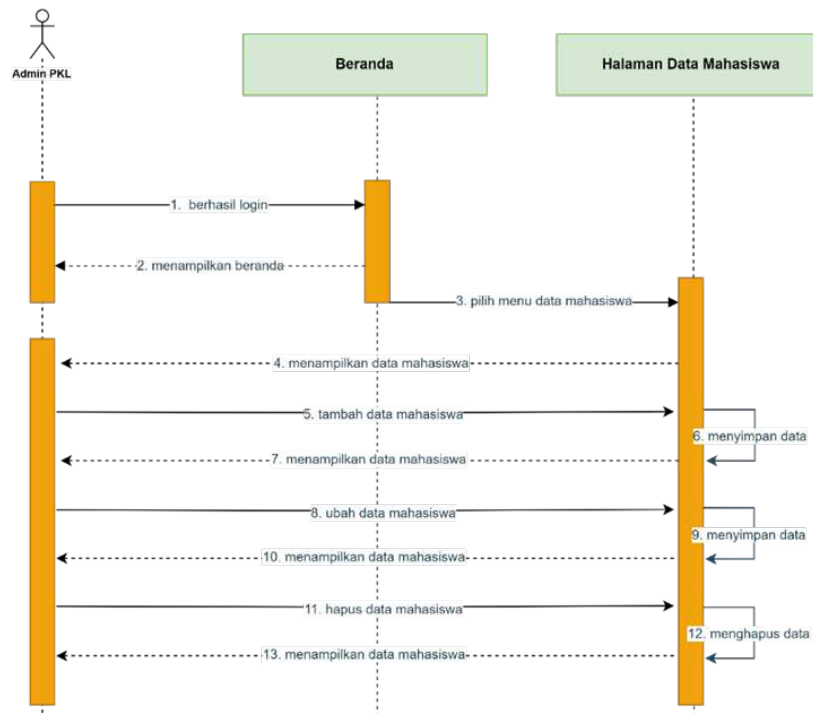 Admin PKL
Beranda
Halaman Data Mahasiswa
1. berhasil login
2. menampilkan beranda
3. pilih menu data mahasiswa
4. menampilkan data mahasiswa
5. tambah data mahasiswa
6. menyimpan data
7. menampilkan data mahasiswa
8. ubah data mahasiswa
9. menyimpan data
10. menampilkan data mahasiswa
11. hapus data mahasiswa
12. menghapus data
13. menampilkan data mahasiswa